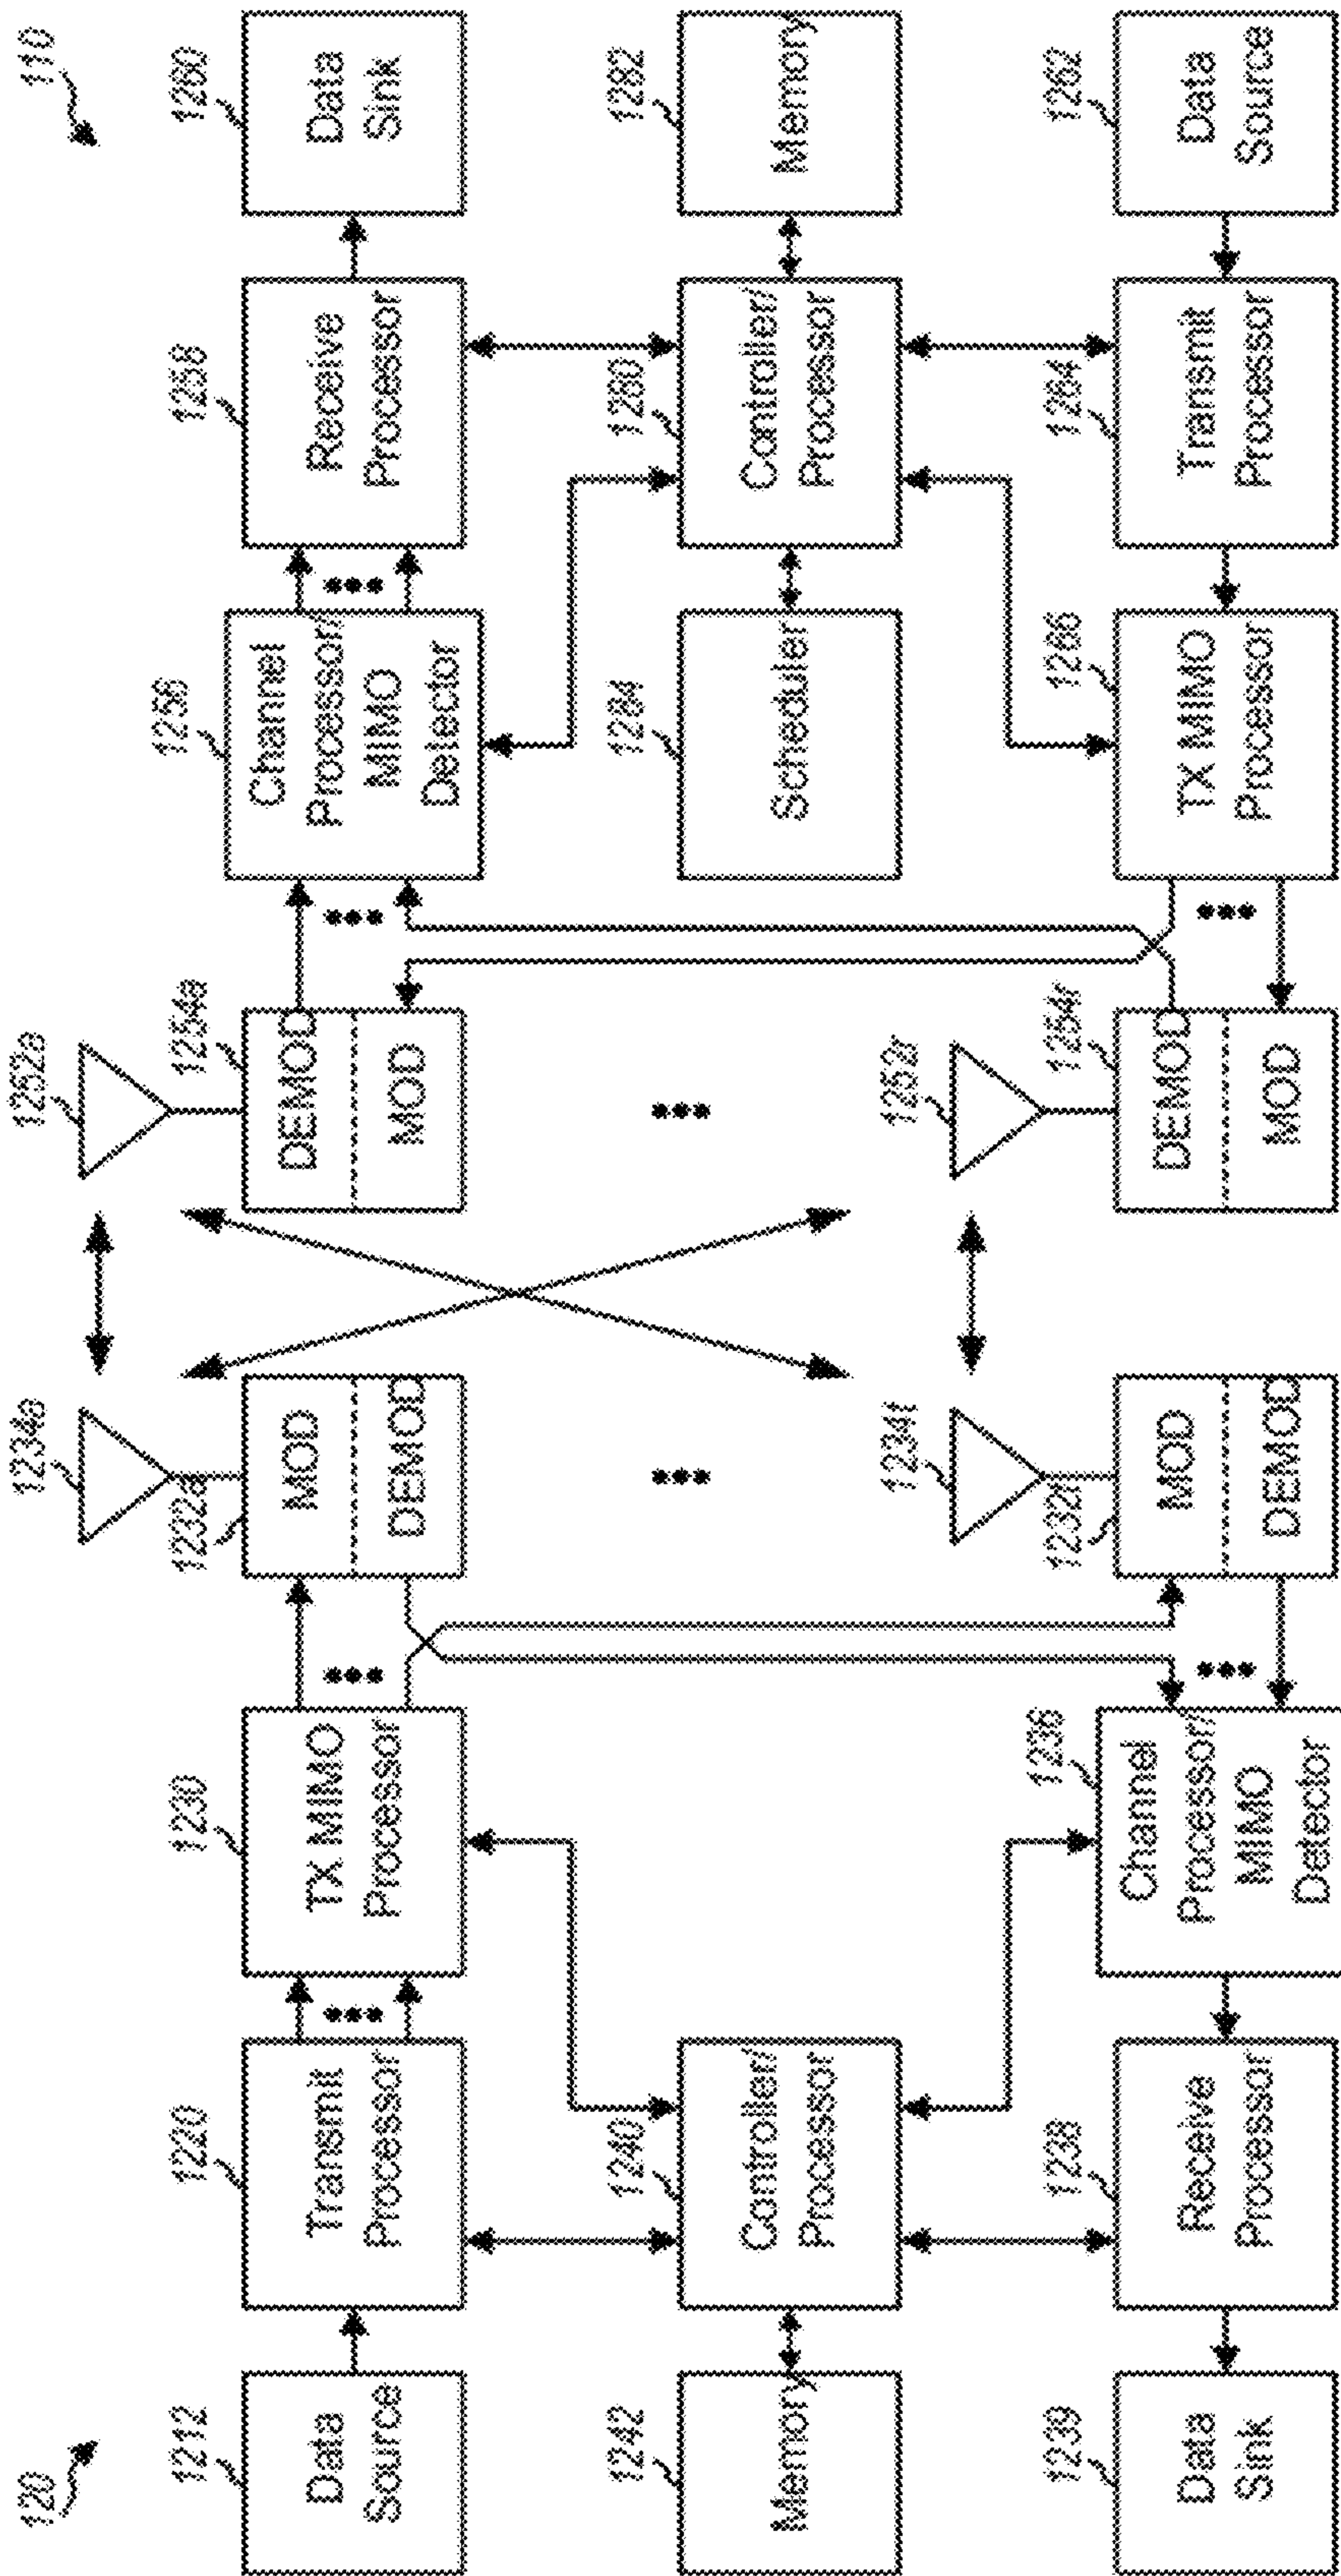 120
110
1234a
1252a
1212
1220
1230
1232a
1254a
1256
1258
1260
Data
Source
Transmit
Processor
TX MIMO
Processor
MOD
DEMOD
DEMOD
MOD
Channel
Processor/
MIMO
Detector
Receive
Processor
Data
Sink
1242
1240
1284
1280
1282
Memory
Controller/
Processor
Scheduler
Controller/
Processor
Memory
1234t
1252r
1239
1238
1236
1232t
1254r
1266
1264
1262
Data
Sink
Receive
Processor
Channel
Processor/
MIMO
Detector
MOD
DEMOD
DEMOD
MOD
TX MIMO
Processor
Transmit
Processor
Data
Source